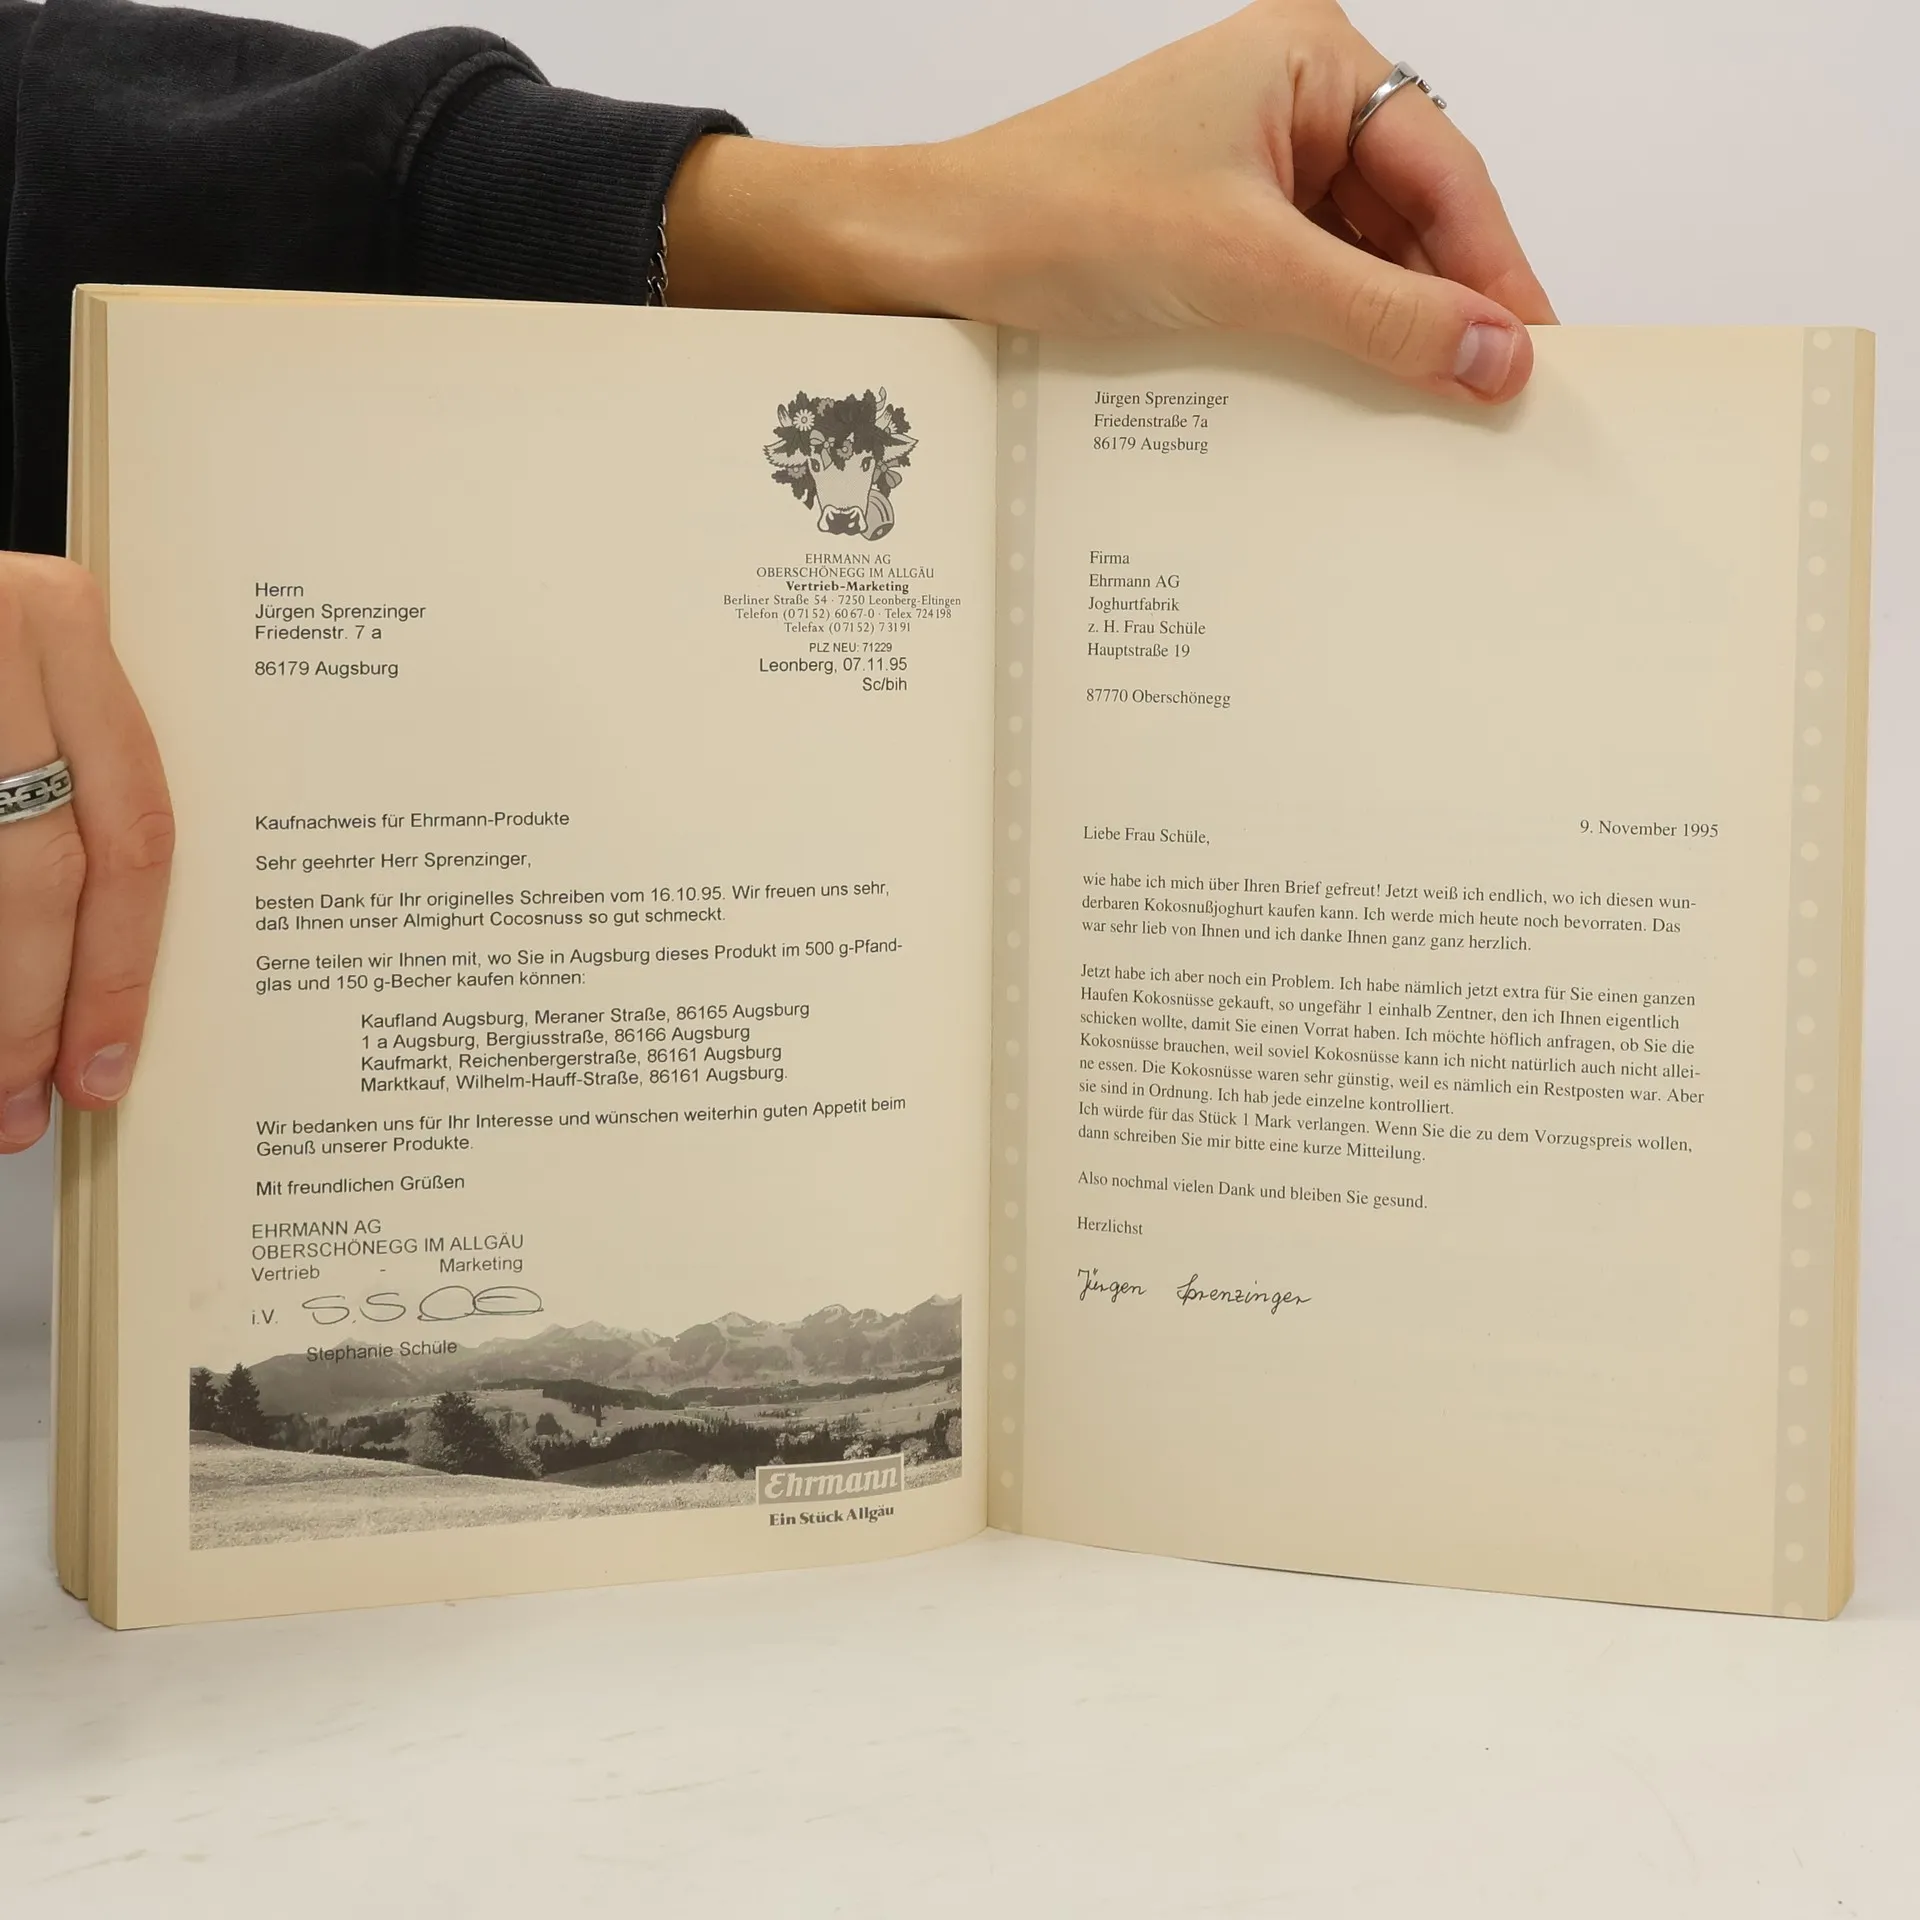 EHRMANN AG
OBERSCHÖNEGG IM ALLGÄU
Vertrieb-Marketing
Berliner Straße 54 · 7250 Leonberg-Eltingen
Telefon (0 71 52) 60 67-0 · Telex 724 198
Telefax (0 71 52) 7 31 91
PLZ NEU: 71229
Leonberg, 07.11.95
Sc/bih
Herrn
Jürgen Sprenzinger
Friedenstr. 7 a
86179 Augsburg
Kaufnachweis für Ehrmann-Produkte
Sehr geehrter Herr Sprenzinger,
besten Dank für Ihr originelles Schreiben vom 16.10.95. Wir freuen uns sehr,
daß Ihnen unser Almighurt Cocosnuss so gut schmeckt.
Gerne teilen wir Ihnen mit, wo Sie in Augsburg dieses Produkt im 500 g-Pfand-
glas und 150 g-Becher kaufen können:
Kaufland Augsburg, Meraner Straße, 86165 Augsburg
1 a Augsburg, Bergiusstraße, 86166 Augsburg
Kaufmarkt, Reichenbergerstraße, 86161 Augsburg
Marktkauf, Wilhelm-Hauff-Straße, 86161 Augsburg.
Wir bedanken uns für Ihr Interesse und wünschen weiterhin guten Appetit beim
Genuß unserer Produkte.
Mit freundlichen Grüßen
EHRMANN AG
OBERSCHÖNEGG IM ALLGÄU
Vertrieb - Marketing
i.V.
Stephanie Schüle
Ehrmann
Ein Stück Allgäu
Jürgen Sprenzinger
Friedenstraße 7a
86179 Augsburg
Firma
Ehrmann AG
Joghurtfabrik
z. H. Frau Schüle
Hauptstraße 19
87770 Oberschönegg
9. November 1995
Liebe Frau Schüle,
wie habe ich mich über Ihren Brief gefreut! Jetzt weiß ich endlich, wo ich diesen wun-
derbaren Kokosnußjoghurt kaufen kann. Ich werde mich heute noch bevorraten. Das
war sehr lieb von Ihnen und ich danke Ihnen ganz ganz herzlich.
Jetzt habe ich aber noch ein Problem. Ich habe nämlich jetzt extra für Sie einen ganzen
Haufen Kokosnüsse gekauft, so ungefähr 1 einhalb Zentner, den ich Ihnen eigentlich
schicken wollte, damit Sie einen Vorrat haben. Ich möchte höflich anfragen, ob Sie die
Kokosnüsse brauchen, weil soviel Kokosnüsse kann ich nicht natürlich auch nicht allei-
ne essen. Die Kokosnüsse waren sehr günstig, weil es nämlich ein Restposten war. Aber
sie sind in Ordnung. Ich hab jede einzelne kontrolliert.
Ich würde für das Stück 1 Mark verlangen. Wenn Sie die zu dem Vorzugspreis wollen,
dann schreiben Sie mir bitte eine kurze Mitteilung.
Also nochmal vielen Dank und bleiben Sie gesund.
Herzlichst
Jürgen Sprenzinger